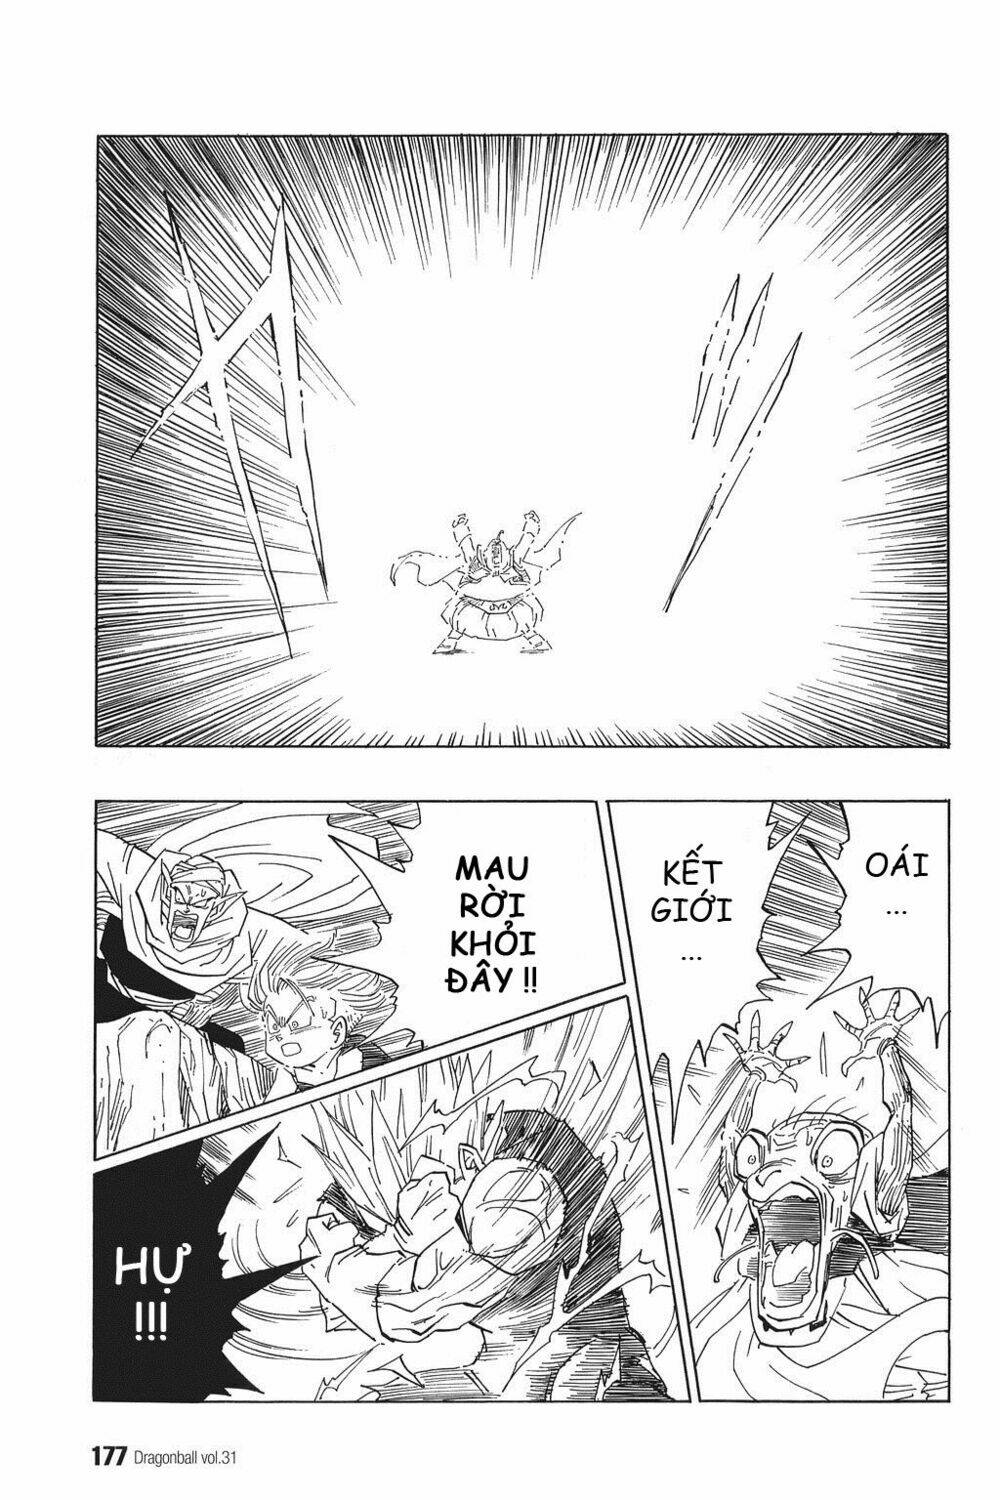 OÁI
...
KẾT
GIỚI
...
MAU
RỜI
KHỎI
ĐÂY !!
HỰ
!!!
177 Dragonball vol.31